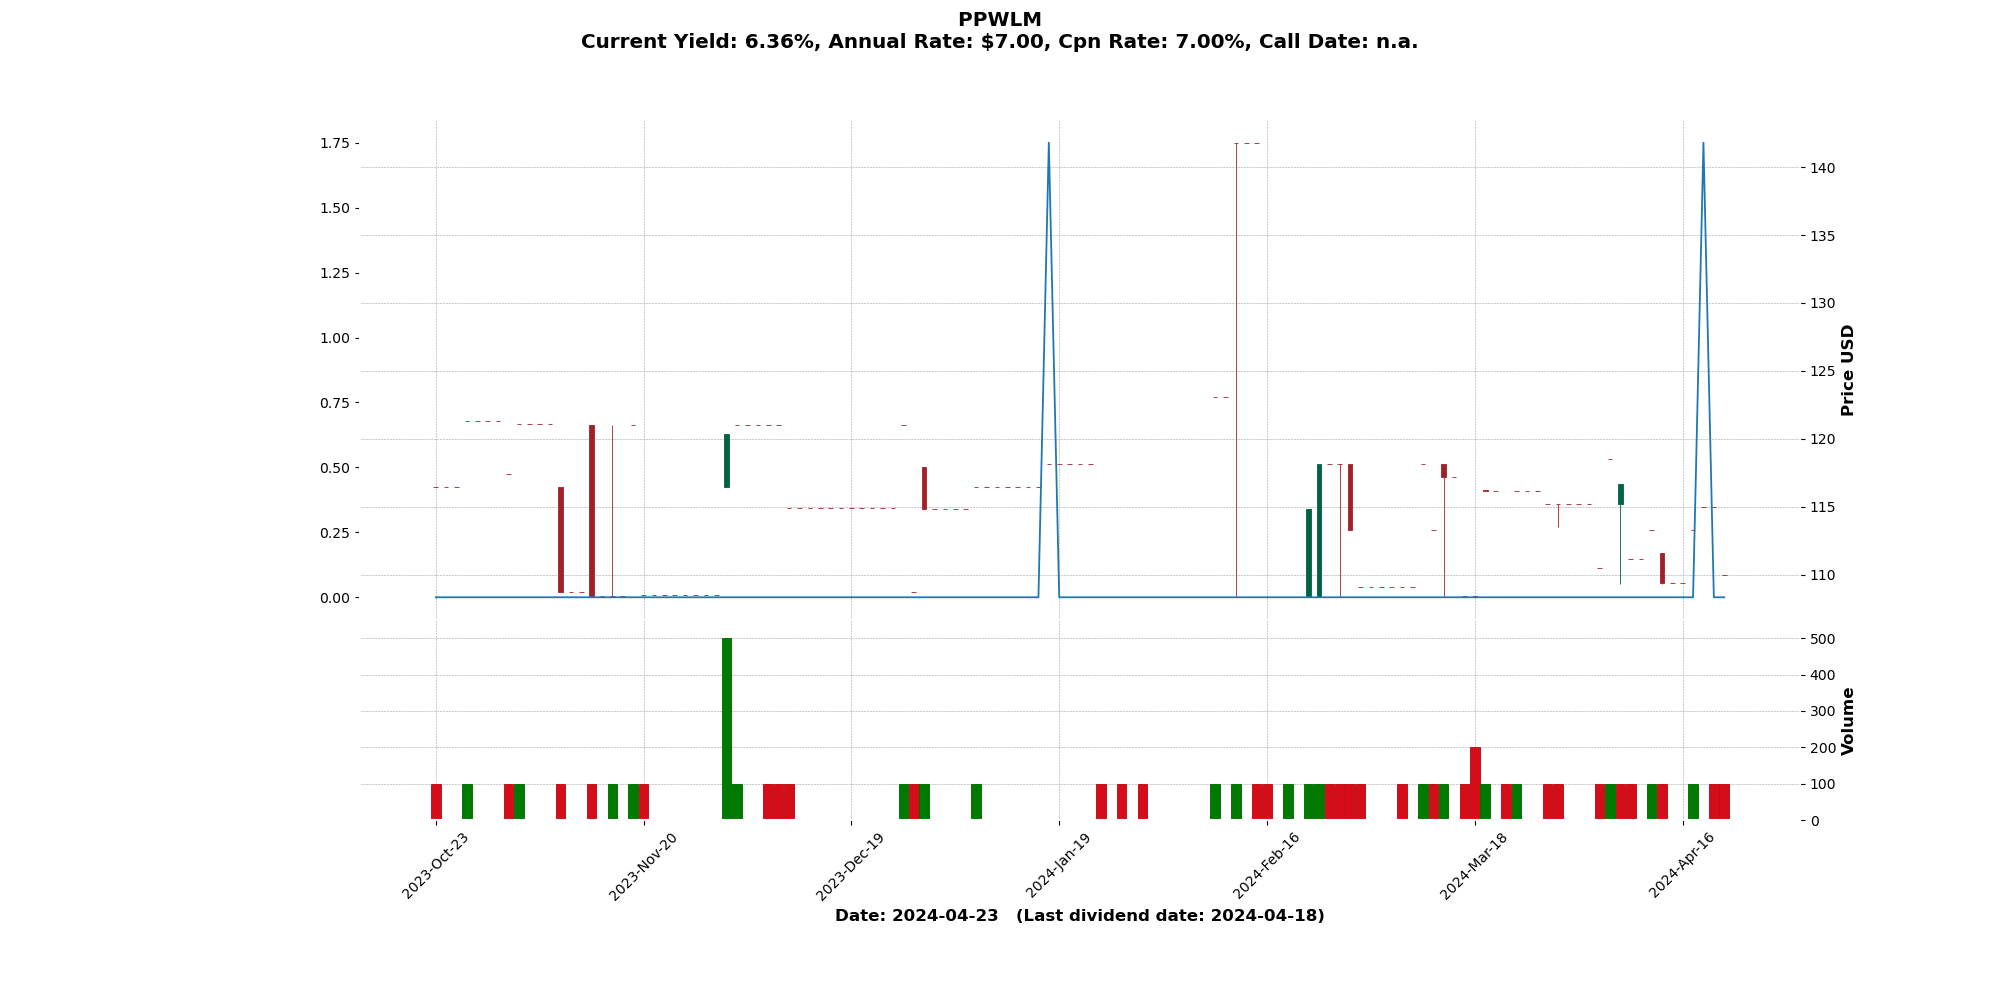 PPWLM
Current Yield: 6.36%, Annual Rate: $7.00, Cpn Rate: 7.00%, Call Date: n.a.
1.75
1.50
1.25
1.00
0.75
0.50
0.25
0.00
140
135
130
125
120
115
110
Price USD
500
400
300
200
100
0
Volume
2023-Oct-23
2023-Nov-20
2023-Dec-19
2024-Jan-19
2024-Feb-16
2024-Mar-18
2024-Apr-16
Date: 2024-04-23   (Last dividend date: 2024-04-18)